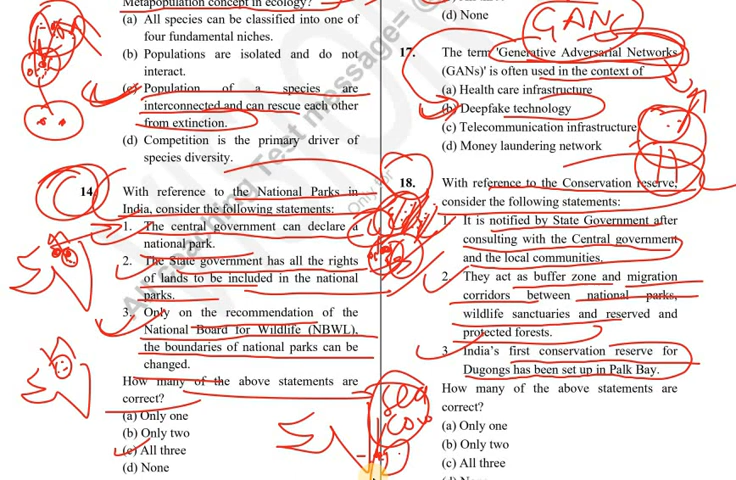 Metapopulation concept in ecology?
(a) All species can be classified into one of
four fundamental niches.
(b) Populations are isolated and do not
interact.
(c) Population of a species are
interconnected and can rescue each other
from extinction.
(d) Competition is the primary driver of
species diversity.
14.
With reference to the National Parks in
India, consider the following statements:
1. The central government can declare a
national park.
2. The State government has all the rights
of lands to be included in the national
parks.
3. Only on the recommendation of the
National Board for Wildlife (NBWL),
the boundaries of national parks can be
changed.
How many of the above statements are
correct?
(a) Only one
(b) Only two
(c) All three
(d) None
(d) None
GANS
17.
The term 'Generative Adversarial Networks
(GANs)' is often used in the context of
(a) Health care infrastructure
(b) Deepfake technology
(c) Telecommunication infrastructure
(d) Money laundering network
18.
With reference to the Conservation reserve,
consider the following statements:
1. It is notified by State Government after
consulting with the Central government
and the local communities.
2. They act as buffer zone and migration
corridors between national parks,
wildlife sanctuaries and reserved and
protected forests.
3. India's first conservation reserve for
Dugongs has been set up in Palk Bay.
How many of the above statements are
correct?
(a) Only one
(b) Only two
(c) All three
Sea
Cow